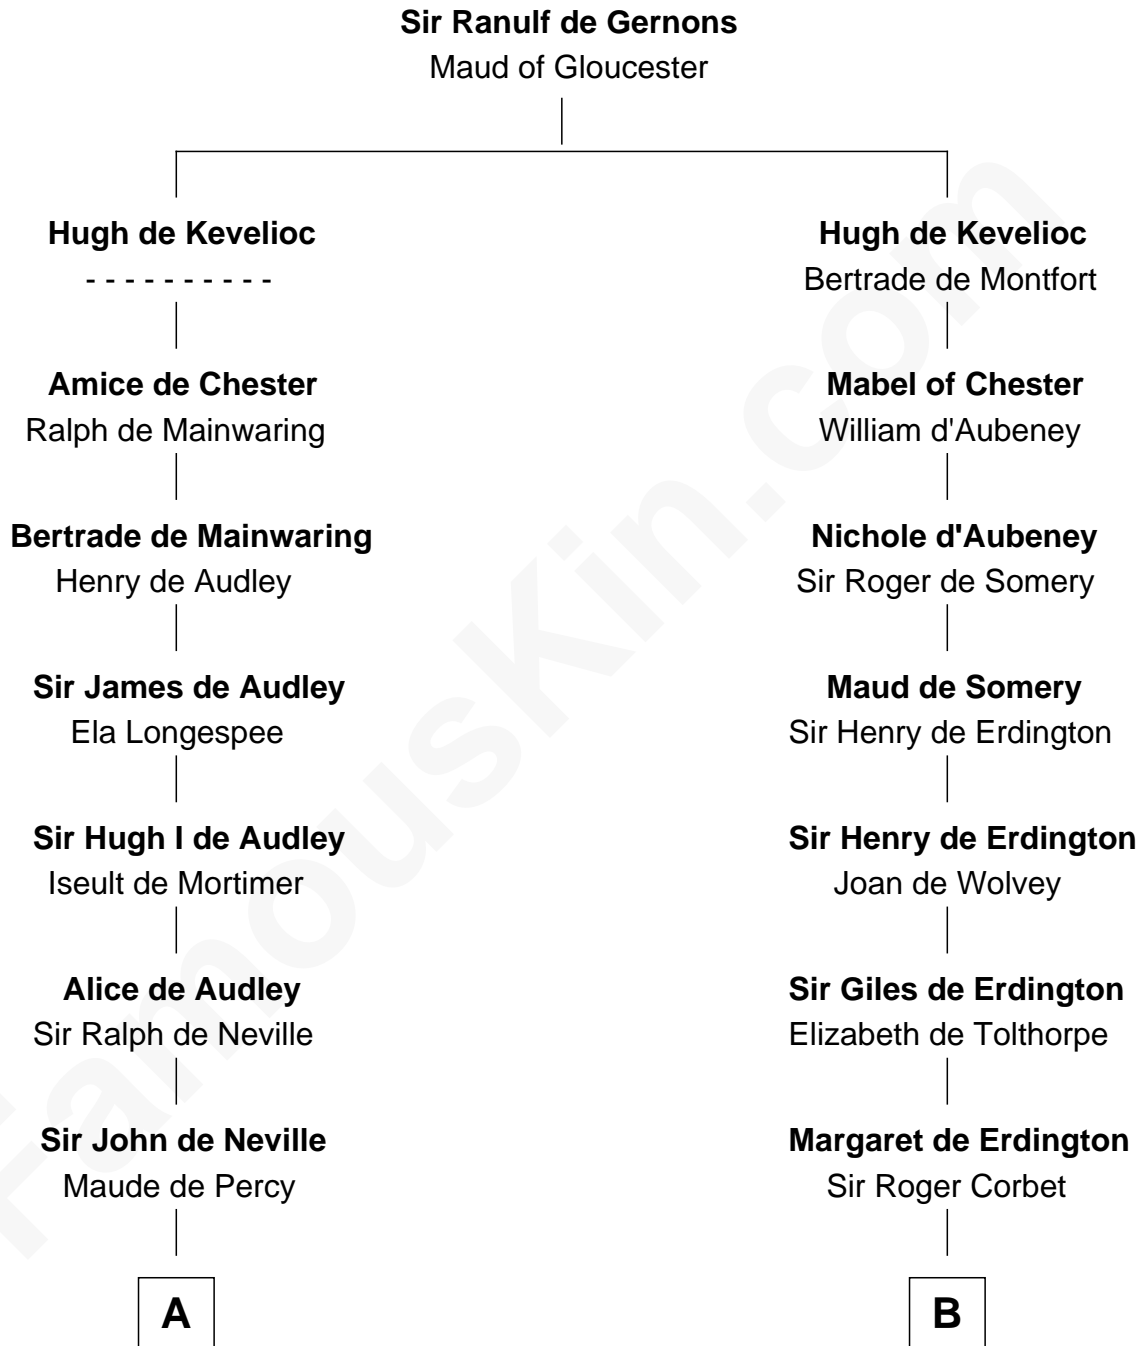 Sir Ranulf de Gernons
Maud of Gloucester
Hugh de Kevelioc
- - - - - - - - - -
Amice de Chester
Ralph de Mainwaring
Bertrade de Mainwaring
Henry de Audley
Sir James de Audley
Ela Longespee
Sir Hugh I de Audley
Iseult de Mortimer
Alice de Audley
Sir Ralph de Neville
Sir John de Neville
Maude de Percy
A
Hugh de Kevelioc
Bertrade de Montfort
Mabel of Chester
William d'Aubeney
Nichole d'Aubeney
Sir Roger de Somery
Maud de Somery
Sir Henry de Erdington
Sir Henry de Erdington
Joan de Wolvey
Sir Giles de Erdington
Elizabeth de Tolthorpe
Margaret de Erdington
Sir Roger Corbet
B
FamousKin.com